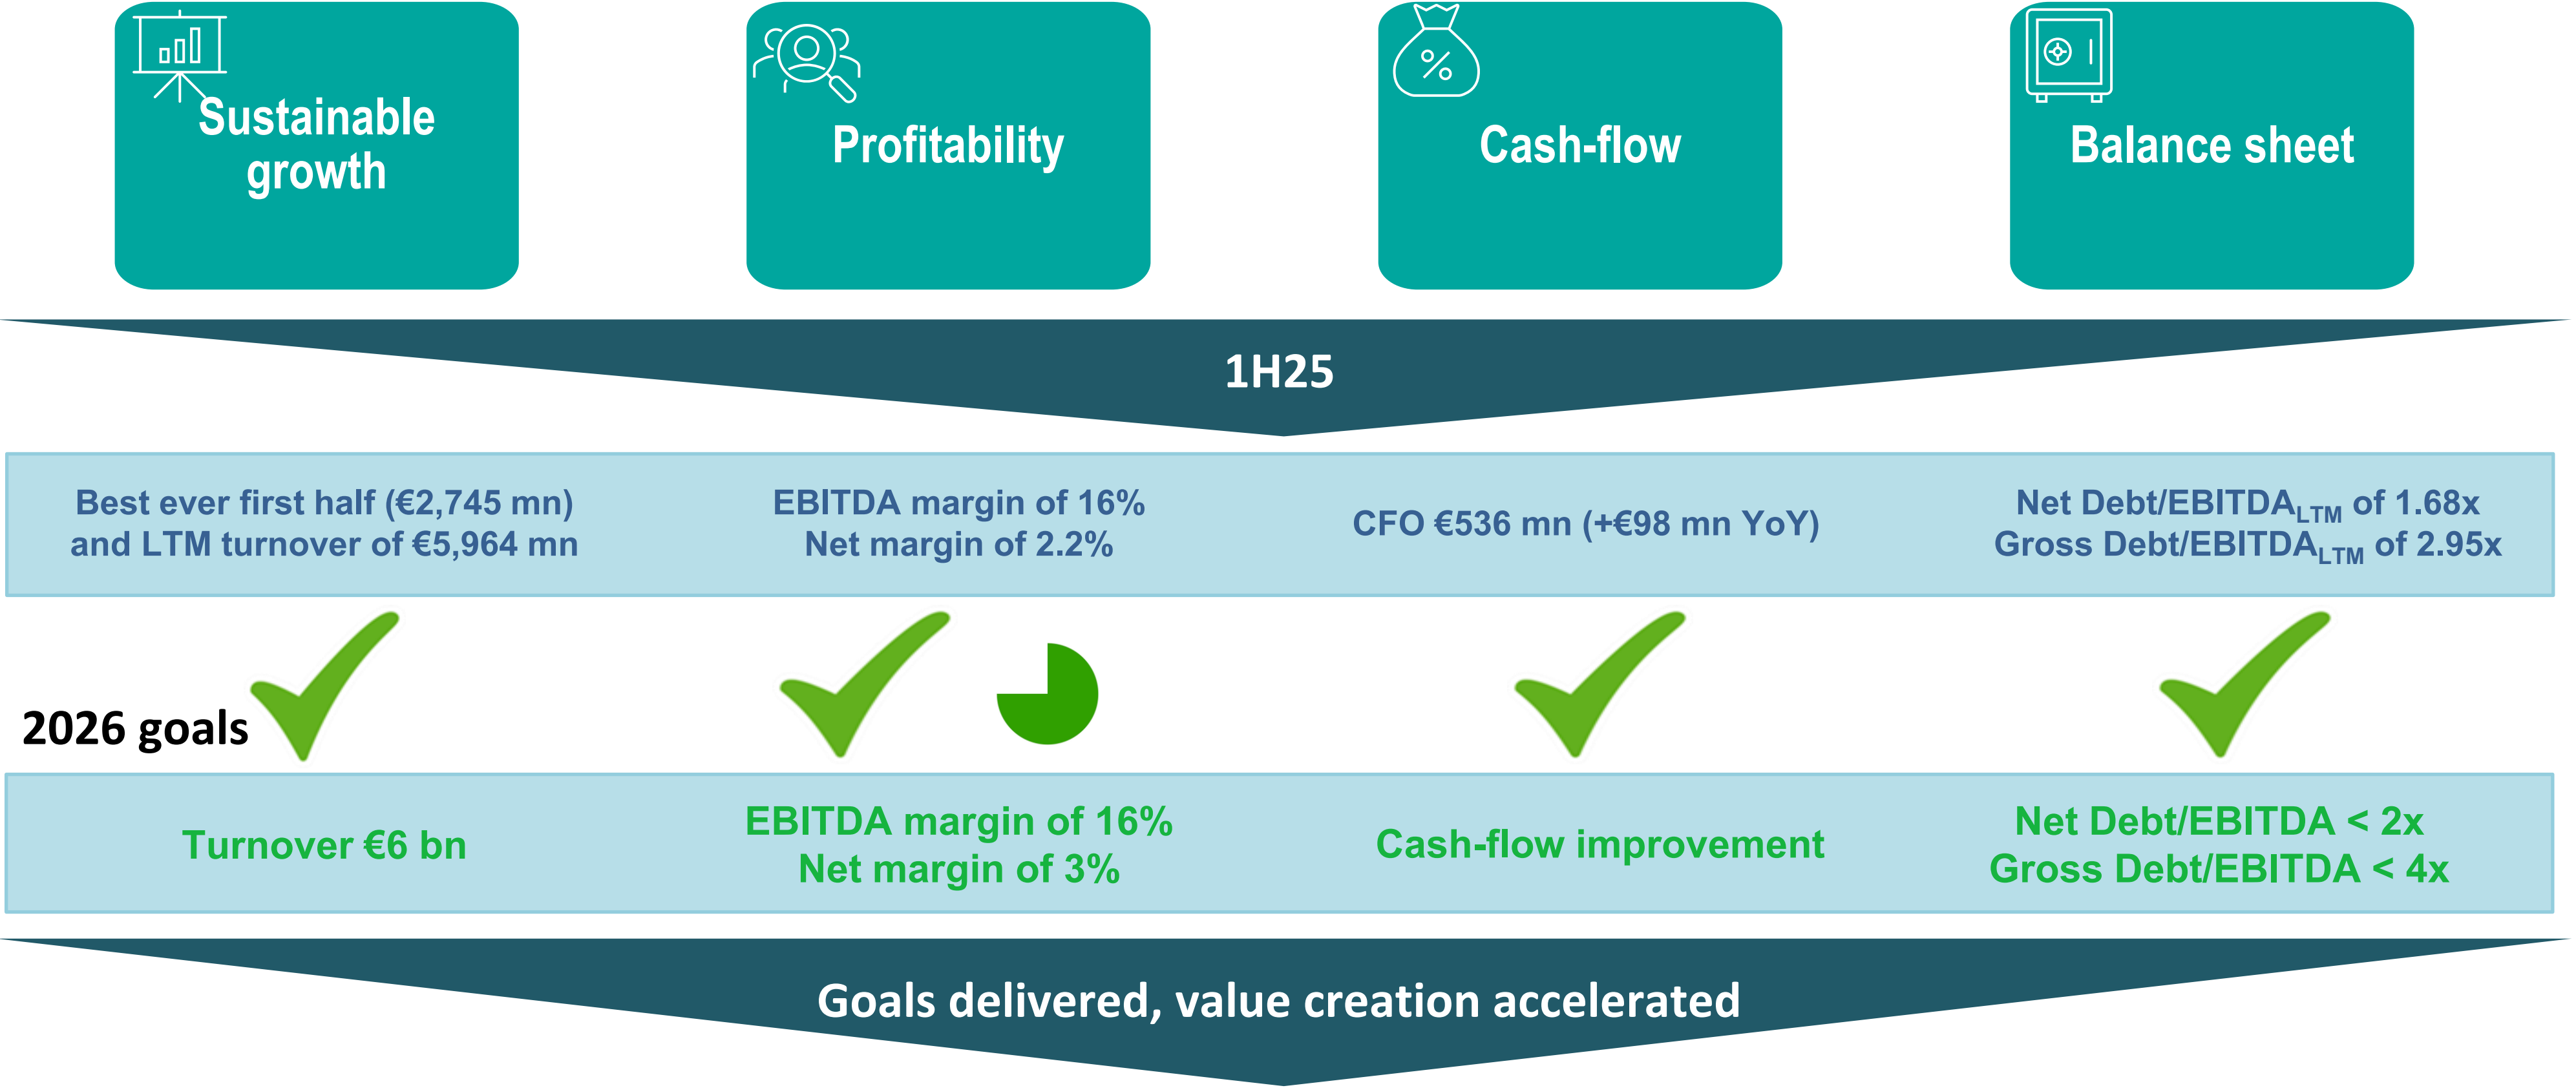 Sustainable
growth
Profitability
Cash-flow
Balance sheet
1H25
Best ever first half (€2,745 mn)
and LTM turnover of €5,964 mn
EBITDA margin of 16%
Net margin of 2.2%
CFO €536 mn (+€98 mn YoY)
Net Debt/EBITDALTM of 1.68x
Gross Debt/EBITDALTM of 2.95x
2026 goals
Turnover €6 bn
EBITDA margin of 16%
Net margin of 3%
Cash-flow improvement
Net Debt/EBITDA < 2x
Gross Debt/EBITDA < 4x
Goals delivered, value creation accelerated